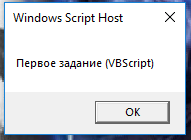 Windows Script Host
Первое задание (VBScript)
OK